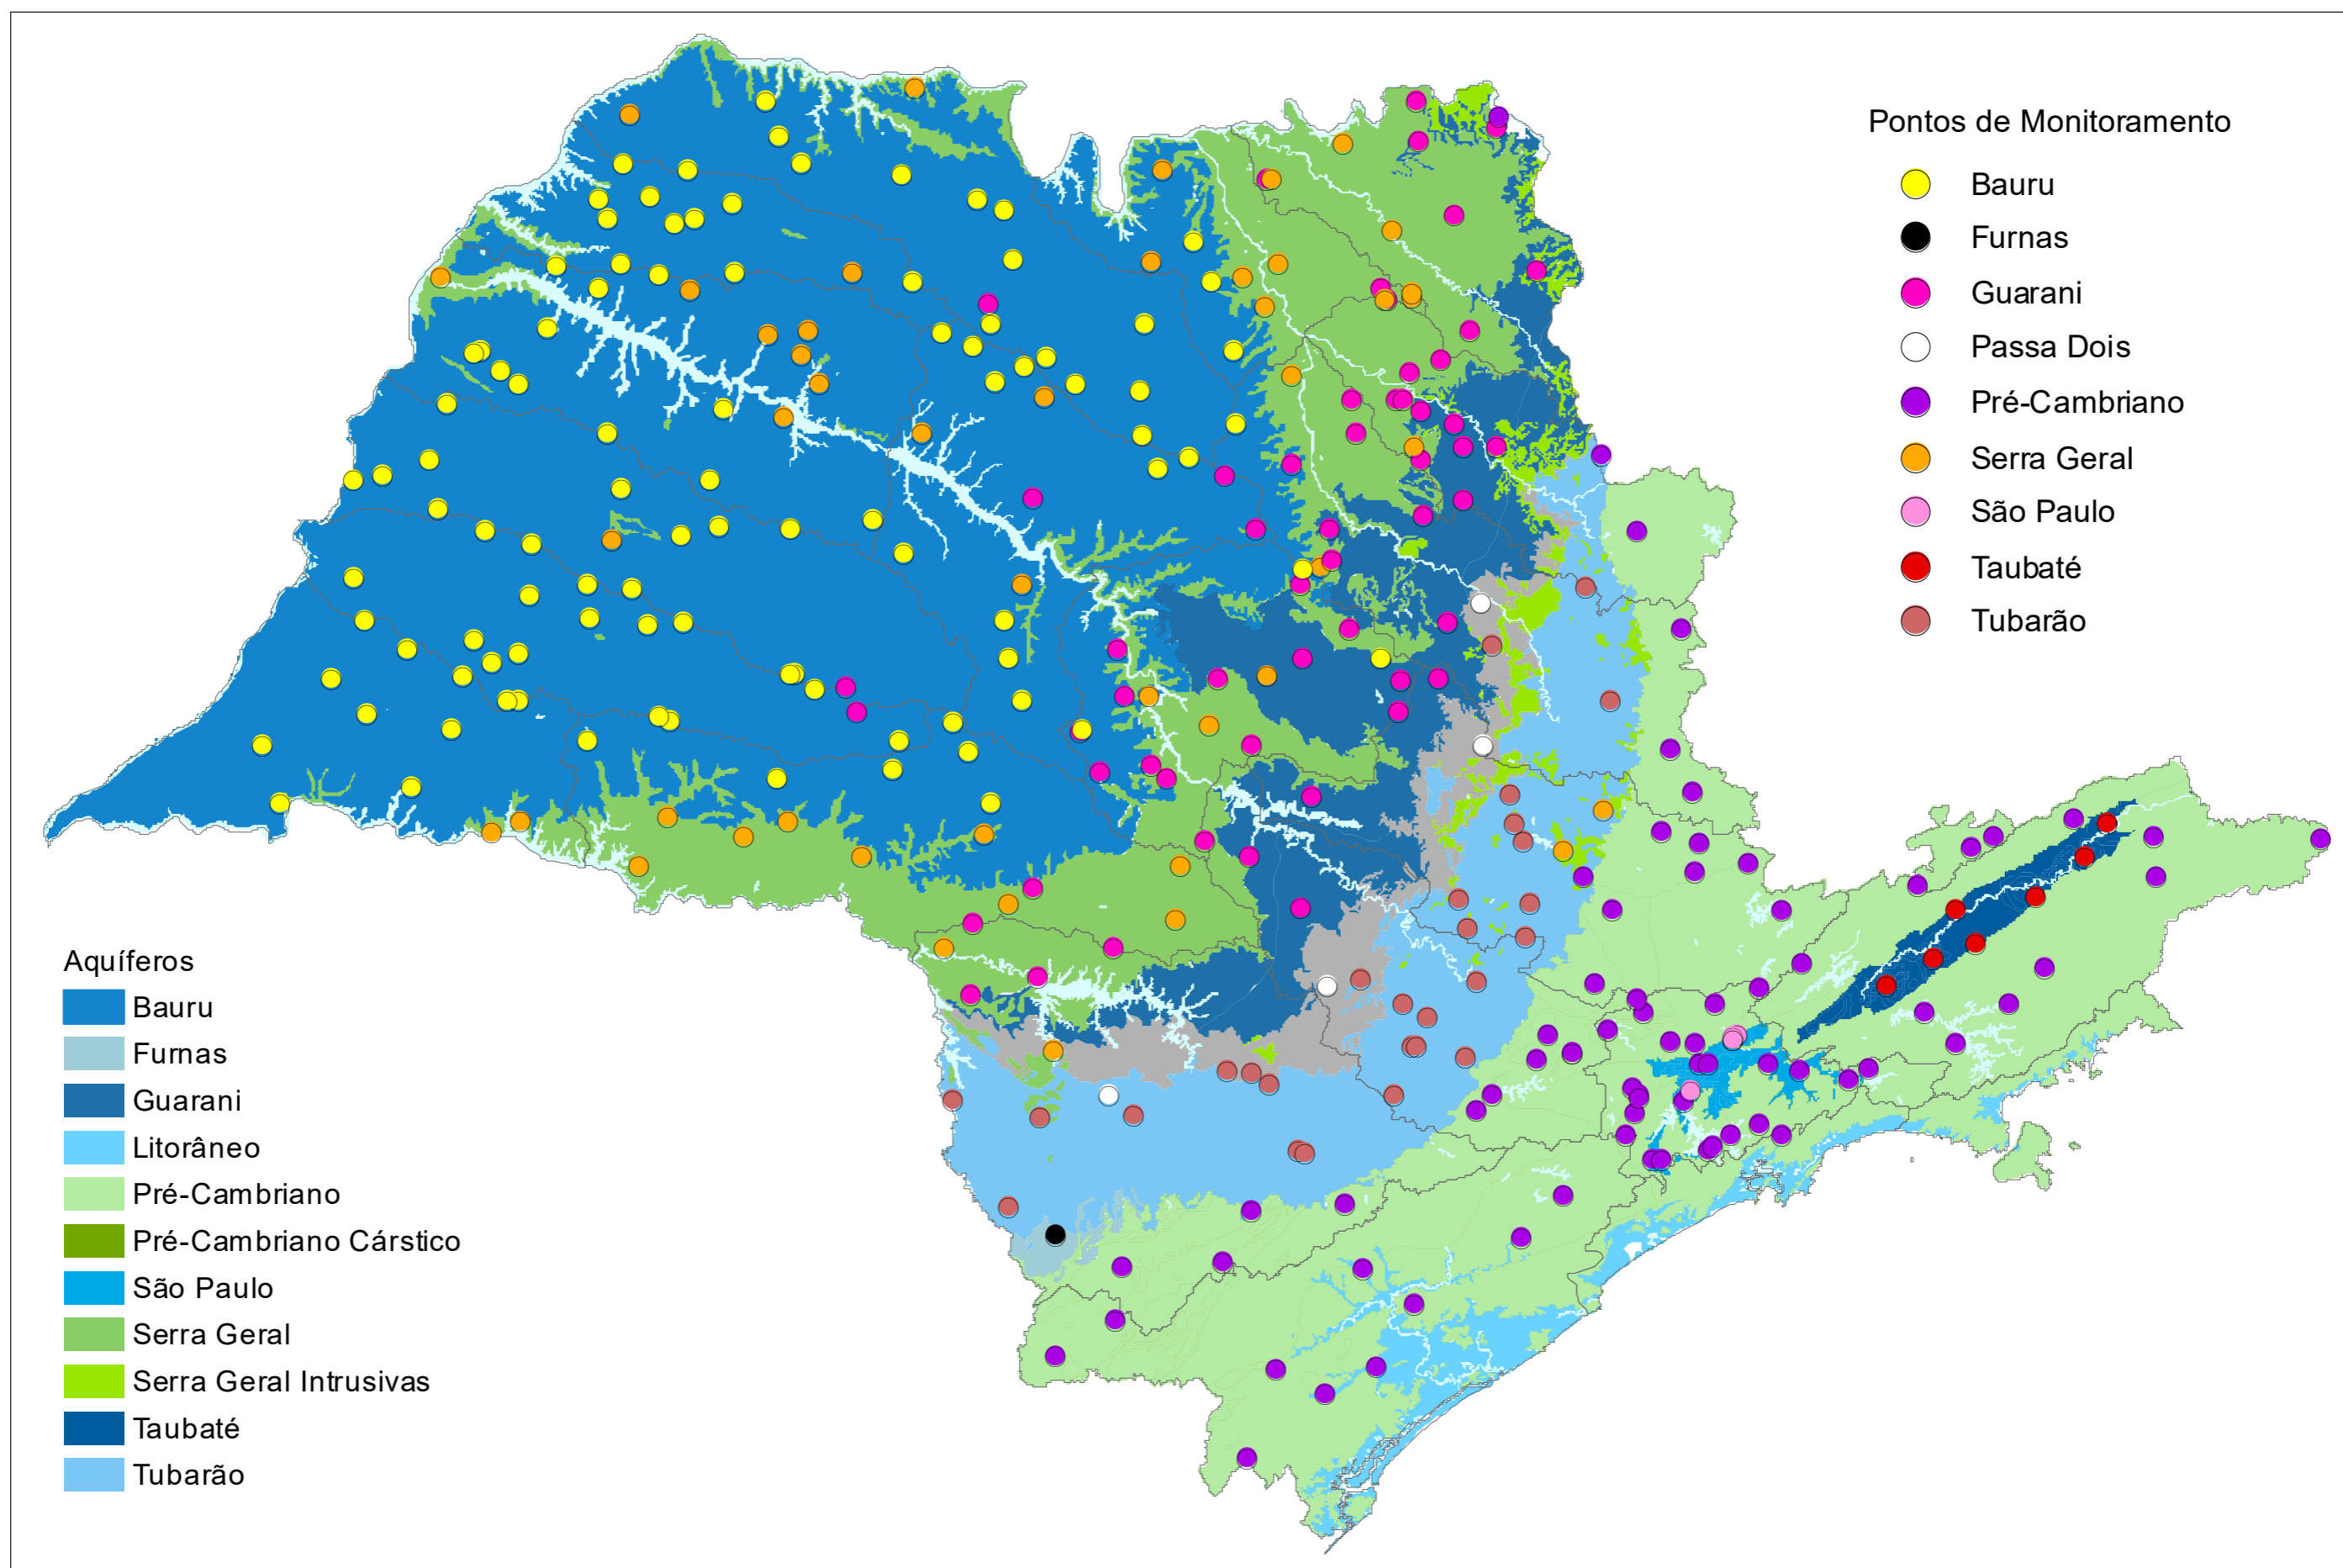 Pontos de Monitoramento
Bauru
Furnas
Guarani
Passa Dois
Pré-Cambriano
Serra Geral
São Paulo
Taubaté
Tubarão
Aquíferos
Bauru
Furnas
Guarani
Litorâneo
Pré-Cambriano
Pré-Cambriano Cárstico
São Paulo
Serra Geral
Serra Geral Intrusivas
Taubaté
Tubarão